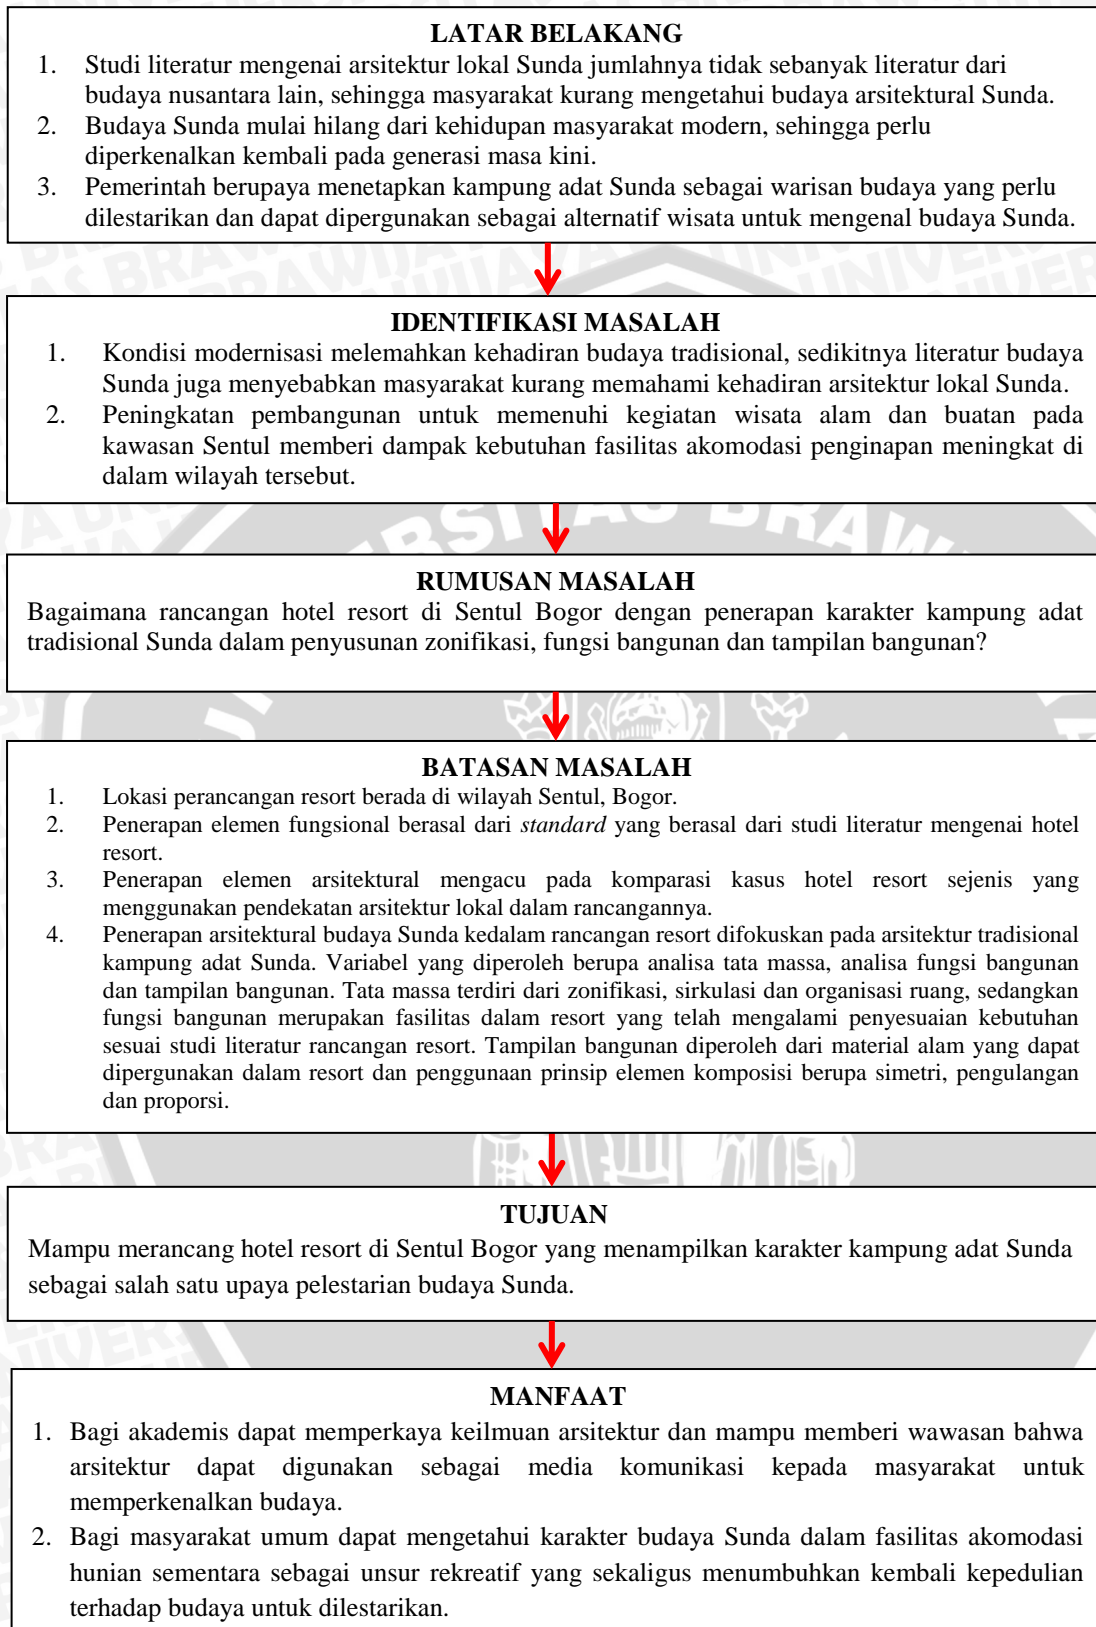 LATAR BELAKANG
1. Studi literatur mengenai arsitektur lokal Sunda jumlahnya tidak sebanyak literatur dari
budaya nusantara lain, sehingga masyarakat kurang mengetahui budaya arsitektural Sunda.
2. Budaya Sunda mulai hilang dari kehidupan masyarakat modern, sehingga perlu
diperkenalkan kembali pada generasi masa kini.
3. Pemerintah berupaya menetapkan kampung adat Sunda sebagai warisan budaya yang perlu
dilestarikan dan dapat dipergunakan sebagai alternatif wisata untuk mengenal budaya Sunda.
IDENTIFIKASI MASALAH
1. Kondisi modernisasi melemahkan kehadiran budaya tradisional, sedikitnya literatur budaya
Sunda juga menyebabkan masyarakat kurang memahami kehadiran arsitektur lokal Sunda.
2. Peningkatan pembangunan untuk memenuhi kegiatan wisata alam dan buatan pada
kawasan Sentul memberi dampak kebutuhan fasilitas akomodasi penginapan meningkat di
dalam wilayah tersebut.
RUMUSAN MASALAH
Bagaimana rancangan hotel resort di Sentul Bogor dengan penerapan karakter kampung adat
tradisional Sunda dalam penyusunan zonifikasi, fungsi bangunan dan tampilan bangunan?
BATASAN MASALAH
1. Lokasi perancangan resort berada di wilayah Sentul, Bogor.
2. Penerapan elemen fungsional berasal dari standard yang berasal dari studi literatur mengenai hotel
resort.
3. Penerapan elemen arsitektural mengacu pada komparasi kasus hotel resort sejenis yang
menggunakan pendekatan arsitektur lokal dalam rancangannya.
4. Penerapan arsitektural budaya Sunda kedalam rancangan resort difokuskan pada arsitektur tradisional
kampung adat Sunda. Variabel yang diperoleh berupa analisa tata massa, analisa fungsi bangunan
dan tampilan bangunan. Tata massa terdiri dari zonifikasi, sirkulasi dan organisasi ruang, sedangkan
fungsi bangunan merupakan fasilitas dalam resort yang telah mengalami penyesuaian kebutuhan
sesuai studi literatur rancangan resort. Tampilan bangunan diperoleh dari material alam yang dapat
dipergunakan dalam resort dan penggunaan prinsip elemen komposisi berupa simetri, pengulangan
dan proporsi.
TUJUAN
Mampu merancang hotel resort di Sentul Bogor yang menampilkan karakter kampung adat Sunda
sebagai salah satu upaya pelestarian budaya Sunda.
MANFAAT
1. Bagi akademis dapat memperkaya keilmuan arsitektur dan mampu memberi wawasan bahwa
arsitektur dapat digunakan sebagai media komunikasi kepada masyarakat untuk
memperkenalkan budaya.
2. Bagi masyarakat umum dapat mengetahui karakter budaya Sunda dalam fasilitas akomodasi
hunian sementara sebagai unsur rekreatif yang sekaligus menumbuhkan kembali kepedulian
terhadap budaya untuk dilestarikan.